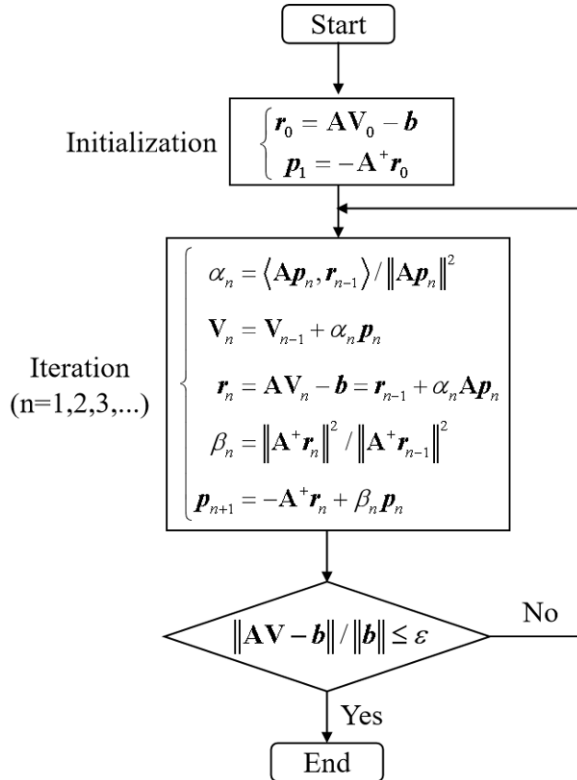 Start
Initialization
r₀ = AV₀ − b
p₁ = −A⁺r₀
αₙ = ⟨Apₙ, rₙ₋₁⟩ / ‖Apₙ‖²
Vₙ = Vₙ₋₁ + αₙpₙ
Iteration
(n=1,2,3,...)
rₙ = AVₙ − b = rₙ₋₁ + αₙApₙ
βₙ = ‖A⁺rₙ‖² / ‖A⁺rₙ₋₁‖²
pₙ₊₁ = −A⁺rₙ + βₙpₙ
‖AV − b‖ / ‖b‖ ≤ ε
No
Yes
End